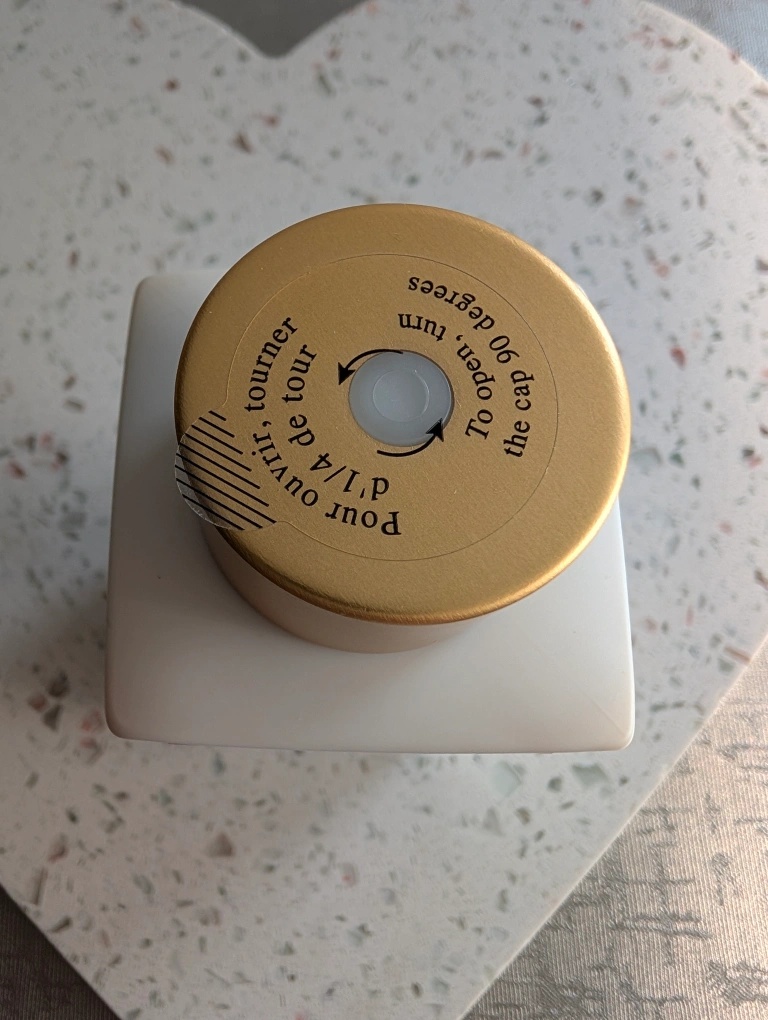 Pour ouvrir, tourner
d'1/4 de tour
To open, turn
the cap 90 degrees